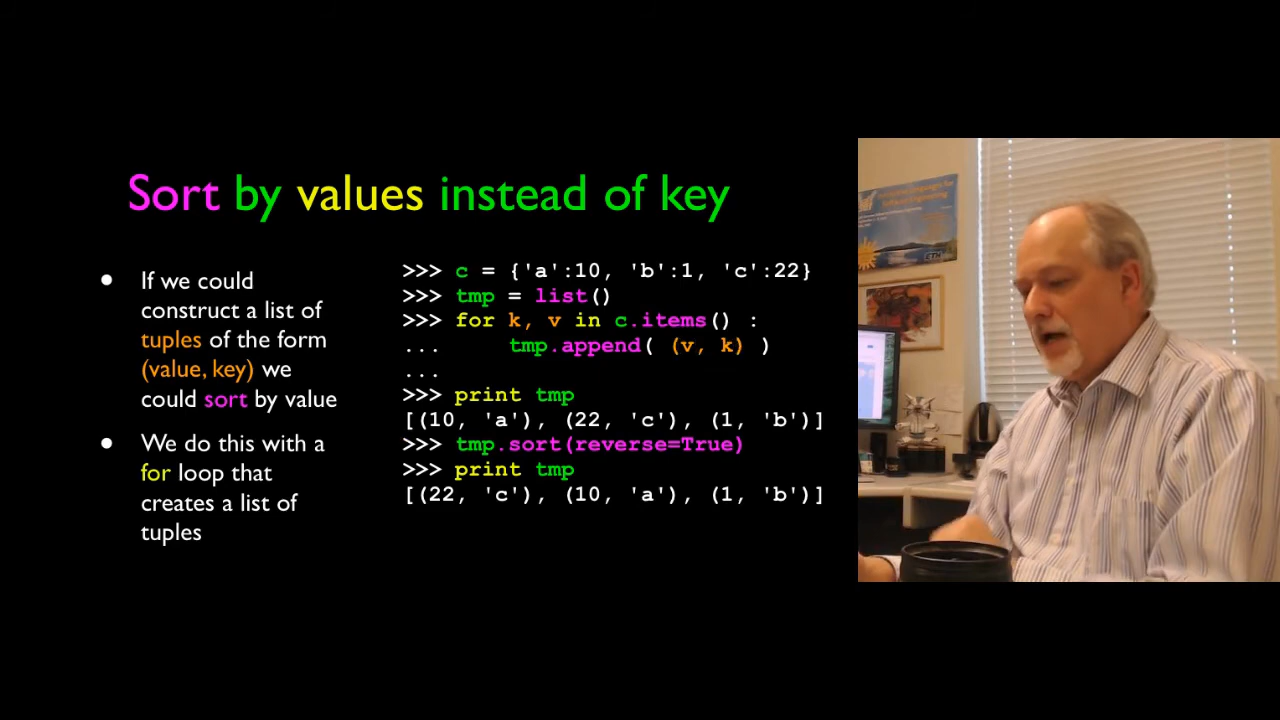 Sort by values instead of key
● If we could
construct a list of
tuples of the form
(value, key) we
could sort by value
● We do this with a
for loop that
creates a list of
tuples
>>> c = {'a':10, 'b':1, 'c':22}
>>> tmp = list()
>>> for k, v in c.items() :
...     tmp.append( (v, k) )
...
>>> print tmp
[(10, 'a'), (22, 'c'), (1, 'b')]
>>> tmp.sort(reverse=True)
>>> print tmp
[(22, 'c'), (10, 'a'), (1, 'b')]